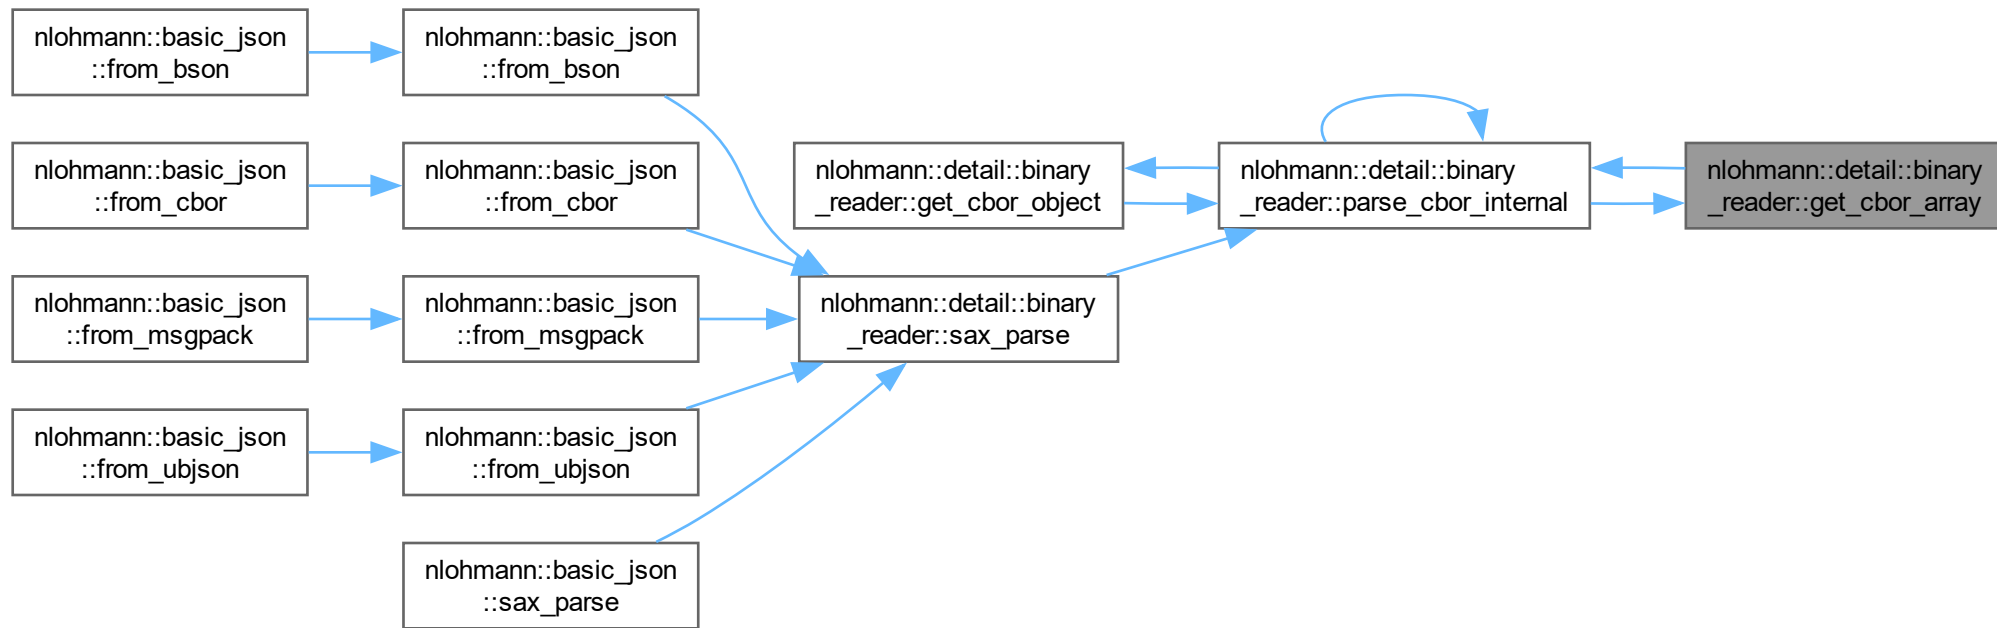 nlohmann::basic_json
::from_bson
nlohmann::basic_json
::from_bson
nlohmann::basic_json
::from_cbor
nlohmann::basic_json
::from_cbor
nlohmann::detail::binary
_reader::get_cbor_object
nlohmann::detail::binary
_reader::parse_cbor_internal
nlohmann::detail::binary
_reader::get_cbor_array
nlohmann::basic_json
::from_msgpack
nlohmann::basic_json
::from_msgpack
nlohmann::detail::binary
_reader::sax_parse
nlohmann::basic_json
::from_ubjson
nlohmann::basic_json
::from_ubjson
nlohmann::basic_json
::sax_parse